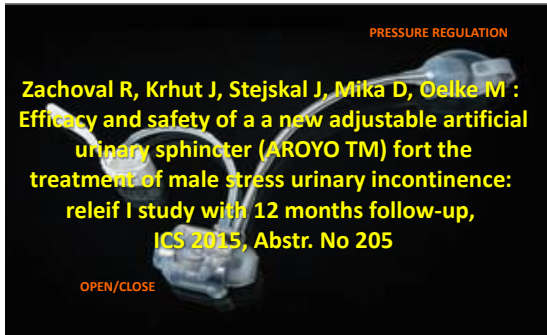 PRESSURE REGULATION
Zachoval R, Krhut J, Stejskal J, Mika D, Oelke M :
Efficacy and safety of a a new adjustable artificial
urinary sphincter (AROYO TM) fort the
treatment of male stress urinary incontinence:
releif I study with 12 months follow-up,
ICS 2015, Abstr. No 205
OPEN/CLOSE